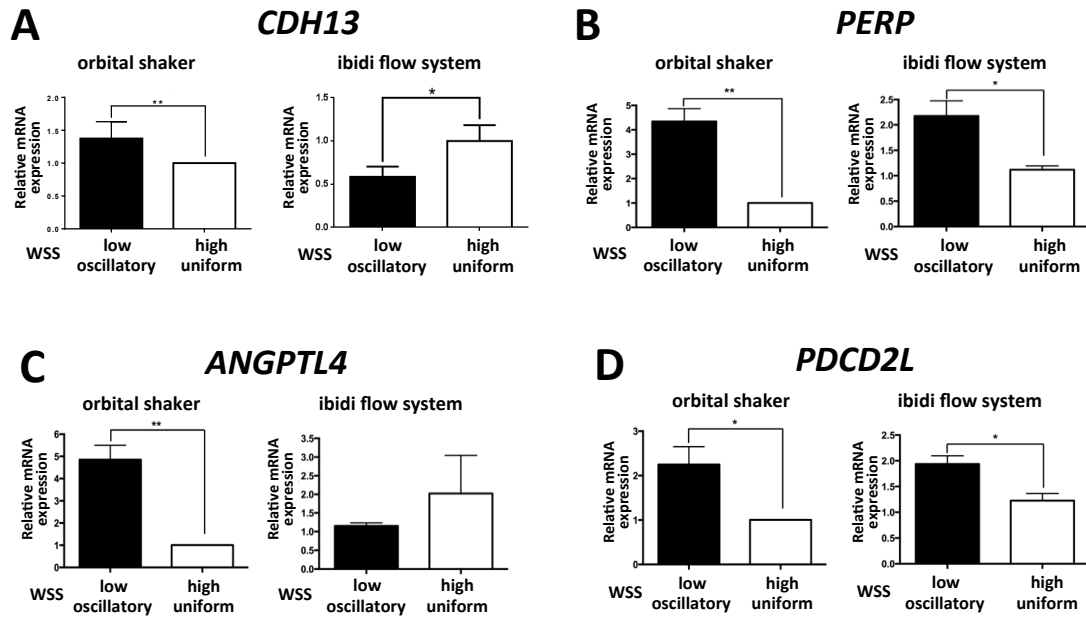 A
CDH13
orbital shaker
Relative mRNA
expression
2.0
1.5
1.0
0.5
0.0
**
WSS
low
oscillatory
high
uniform
ibidi flow system
Relative mRNA
expression
1.5
1.0
0.5
0.0
*
low
oscillatory
high
uniform
B
PERP
orbital shaker
Relative mRNA
expression
5
4
3
2
1
0
**
WSS
low
oscillatory
high
uniform
ibidi flow system
Relative mRNA
expression
2.5
2.0
1.5
1.0
0.5
0.0
*
low
oscillatory
high
uniform
C
ANGPTL4
orbital shaker
Relative mRNA
expression
6
5
4
3
2
1
0
**
WSS
low
oscillatory
high
uniform
ibidi flow system
Relative mRNA
expression
3.5
3.0
2.5
2.0
1.5
1.0
0.5
0.0
low
oscillatory
high
uniform
D
PDCD2L
orbital shaker
Relative mRNA
expression
3
2
1
0
*
WSS
low
oscillatory
high
uniform
ibidi flow system
Relative mRNA
expression
2.5
2.0
1.5
1.0
0.5
0.0
*
low
oscillatory
high
uniform